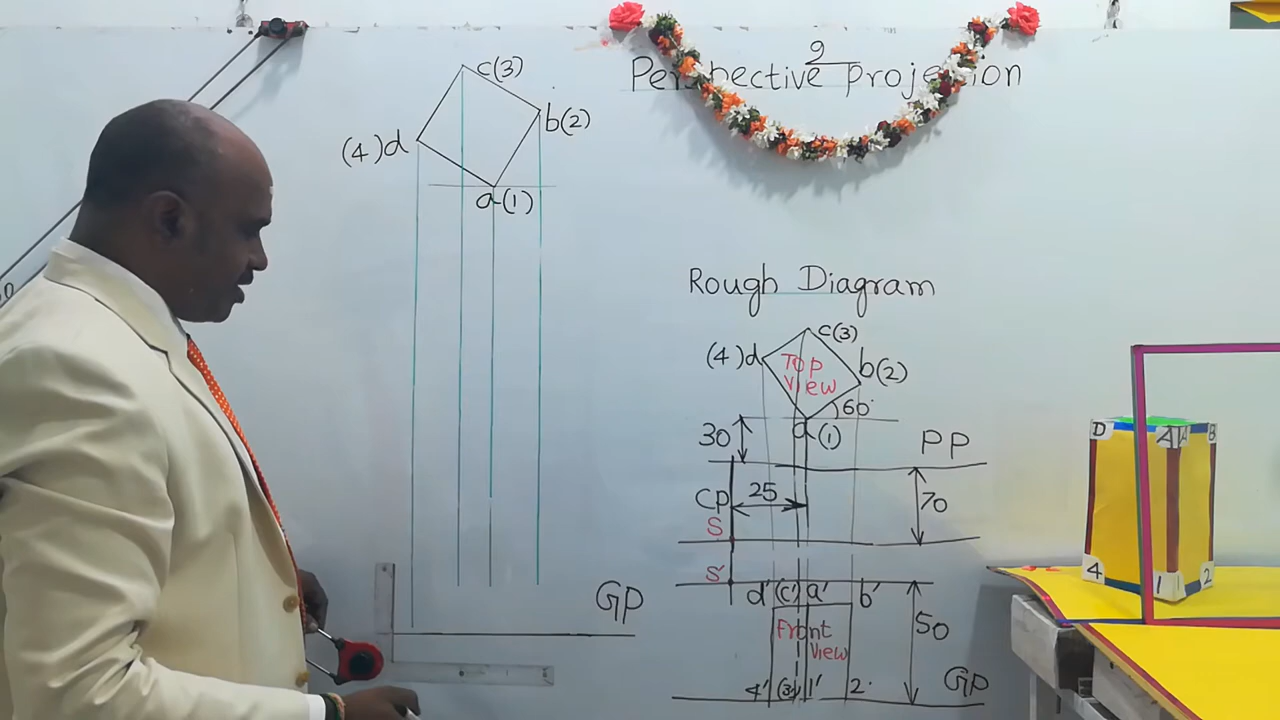 Perspective projection
9
c(3)
b(2)
(4)d
a(1)
Rough Diagram
c(3)
(4)d
Top
View
b(2)
60°
30
a(1)
PP
25
CP
70
S
S'
GP
d' (c') a' b'
Front
View
50
4' (3') 1' 2'
GP
D
A
B
4
1
2